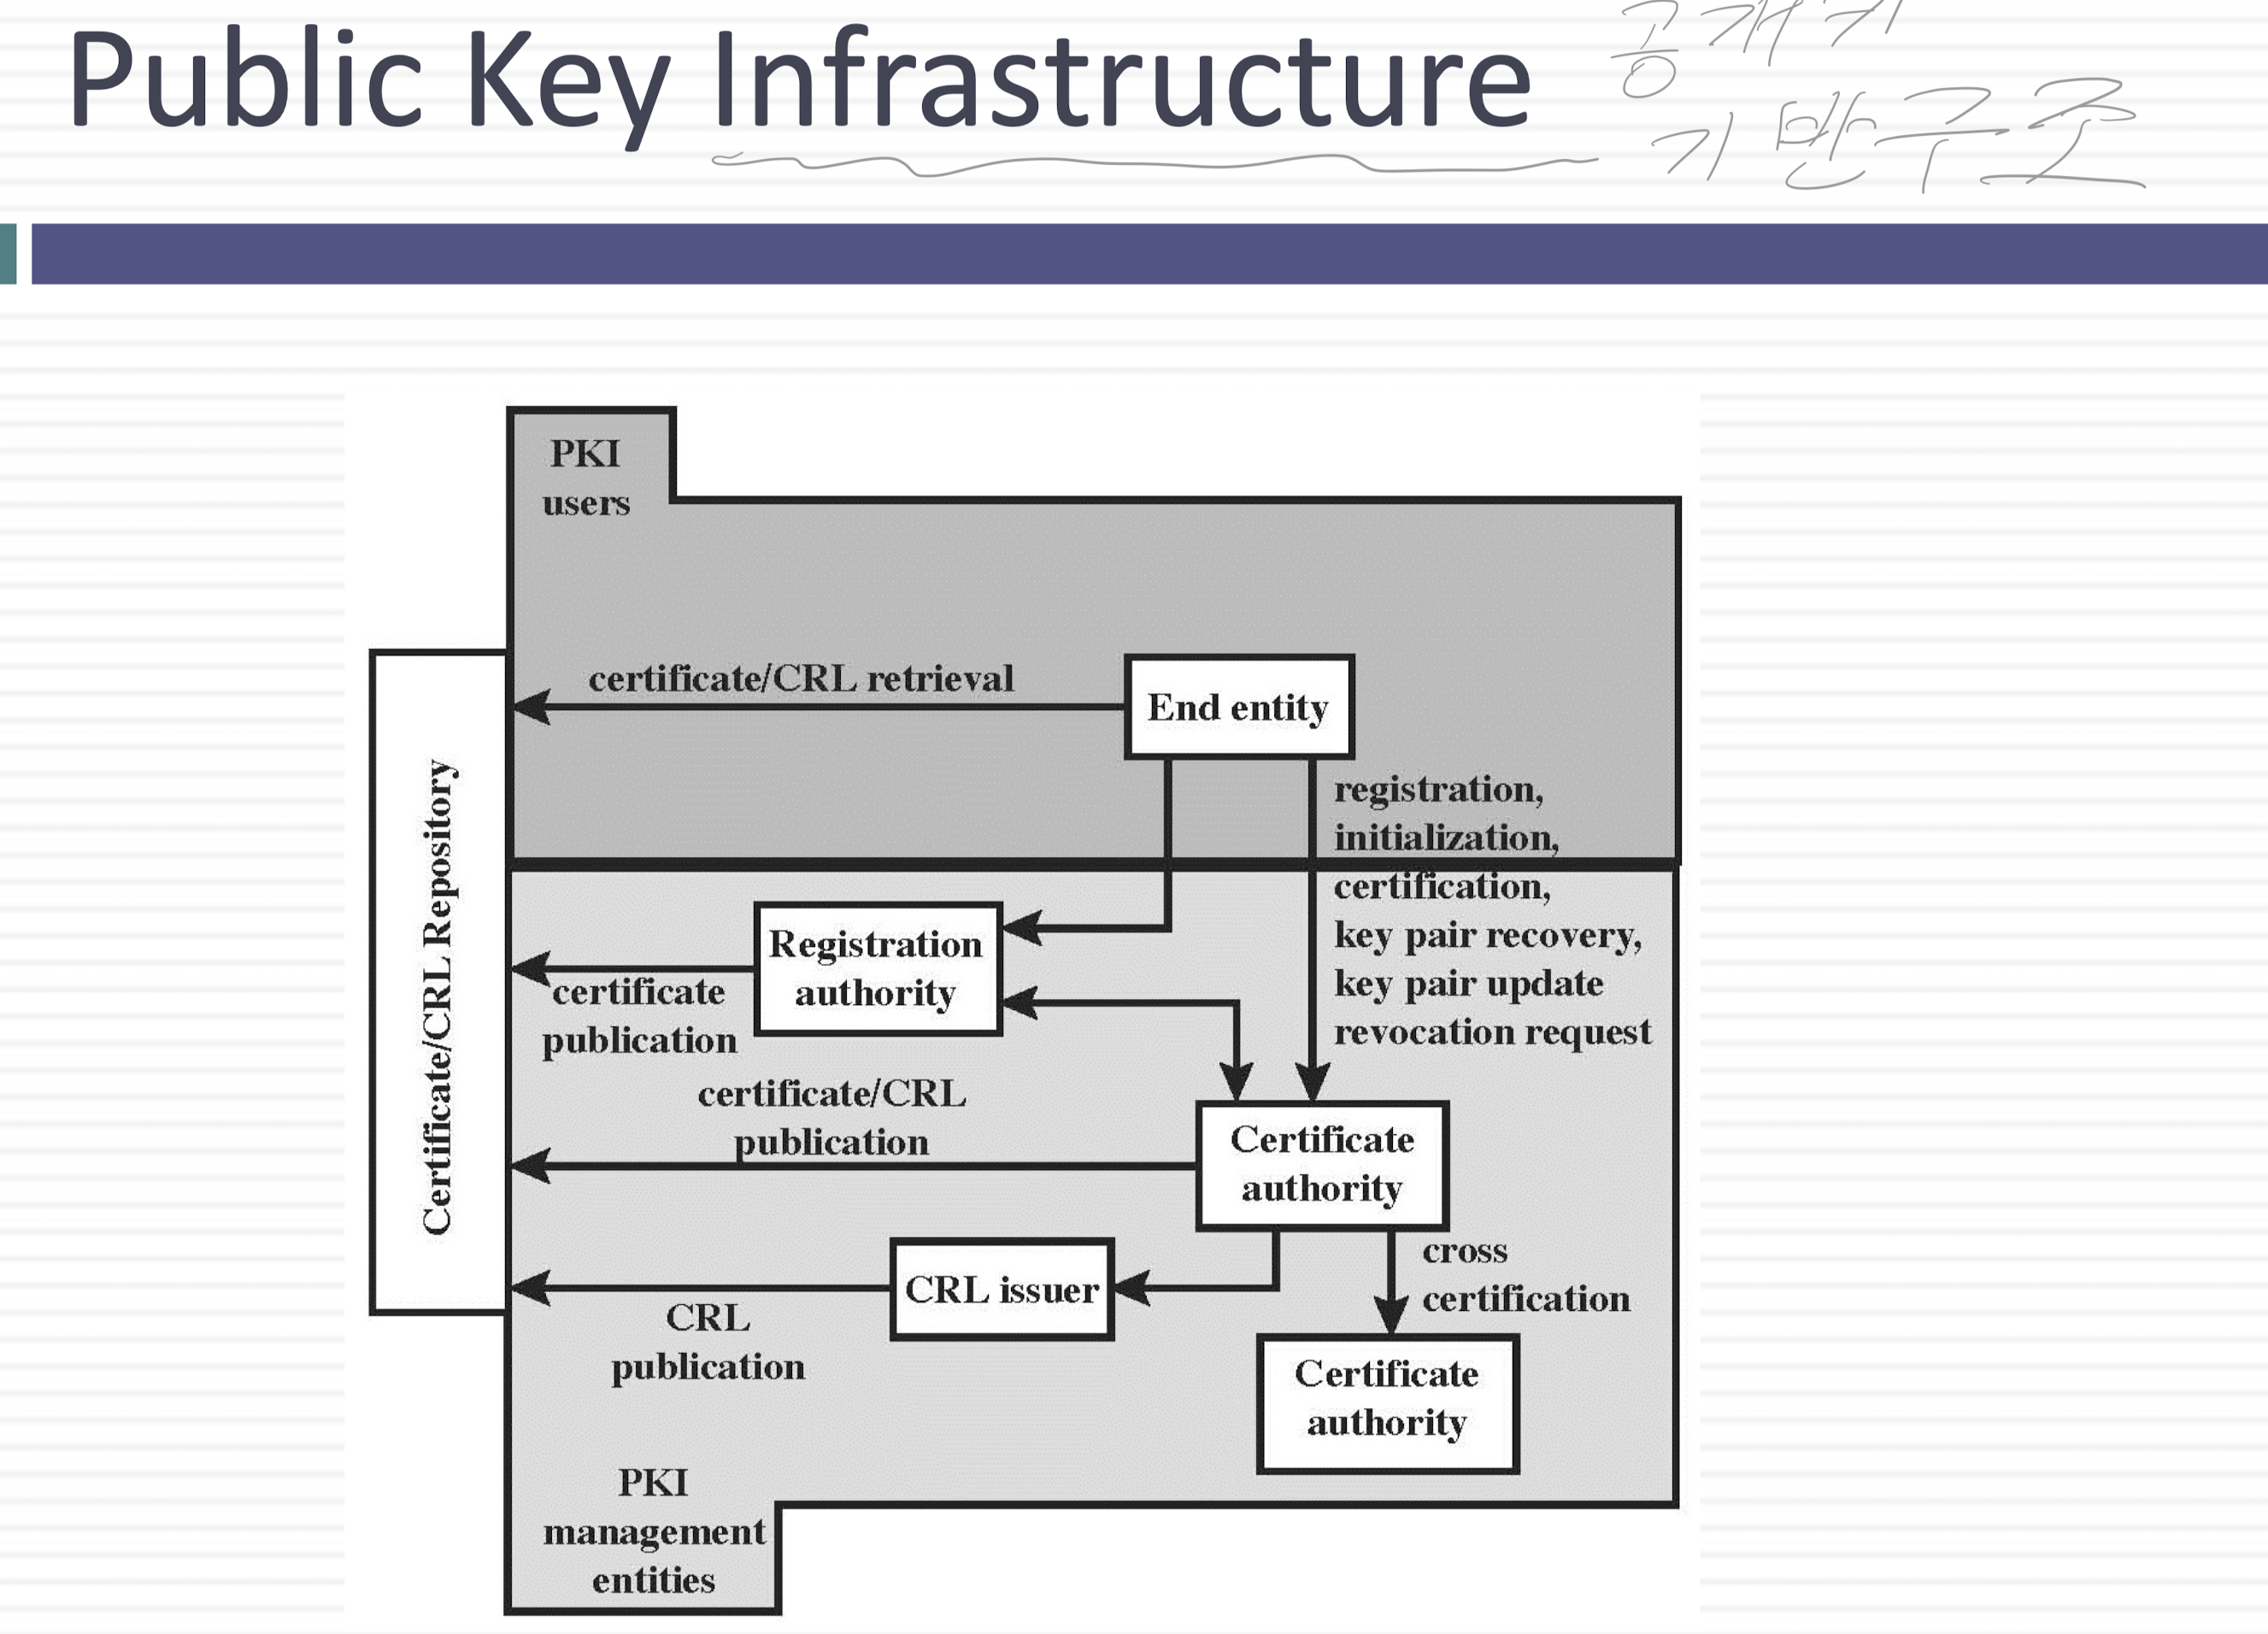 Public Key Infrastructure
공개키
기반구조
PKI
users
certificate/CRL retrieval
End entity
registration,
initialization,
certification,
key pair recovery,
key pair update
revocation request
Certificate/CRL Repository
Registration
authority
certificate
publication
certificate/CRL
publication
Certificate
authority
CRL issuer
cross
certification
CRL
publication
Certificate
authority
PKI
management
entities